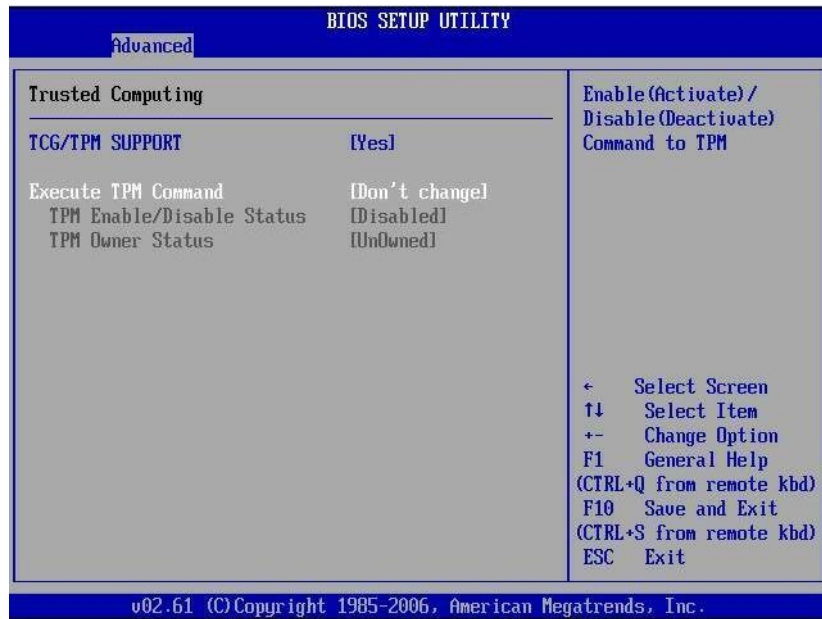 BIOS SETUP UTILITY
Advanced
Trusted Computing
TCG/TPM SUPPORT [Yes]
Execute TPM Command [Don't change]
TPM Enable/Disable Status [Disabled]
TPM Owner Status [UnOwned]
Enable(Activate)/
Disable(Deactivate)
Command to TPM
← Select Screen
↑↓ Select Item
+- Change Option
F1 General Help
(CTRL+Q from remote kbd)
F10 Save and Exit
(CTRL+S from remote kbd)
ESC Exit
v02.61 (C)Copyright 1985-2006, American Megatrends, Inc.